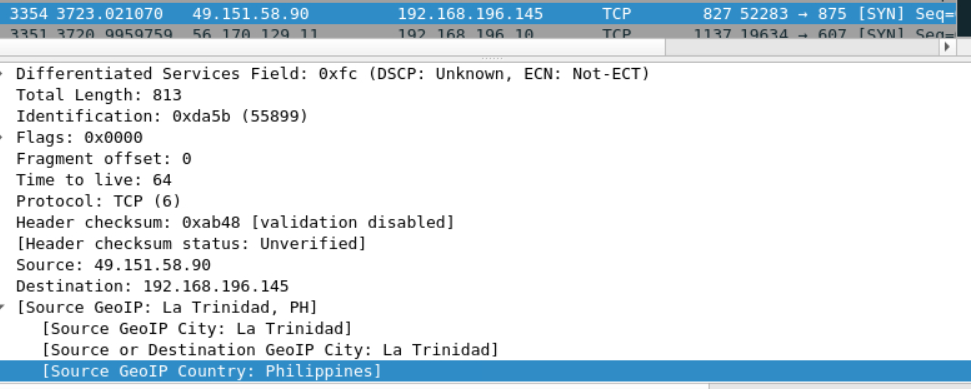 3354 3723.021070 49.151.58.90 192.168.196.145 TCP 827 52283 → 875 [SYN] Seq=
3351 3720.9959759 56.170.129.11 192.168.196.10 TCP 1137 19634 → 607 [SYN] Seq=
Differentiated Services Field: 0xfc (DSCP: Unknown, ECN: Not-ECT)
Total Length: 813
Identification: 0xda5b (55899)
Flags: 0x0000
Fragment offset: 0
Time to live: 64
Protocol: TCP (6)
Header checksum: 0xab48 [validation disabled]
[Header checksum status: Unverified]
Source: 49.151.58.90
Destination: 192.168.196.145
[Source GeoIP: La Trinidad, PH]
[Source GeoIP City: La Trinidad]
[Source or Destination GeoIP City: La Trinidad]
[Source GeoIP Country: Philippines]